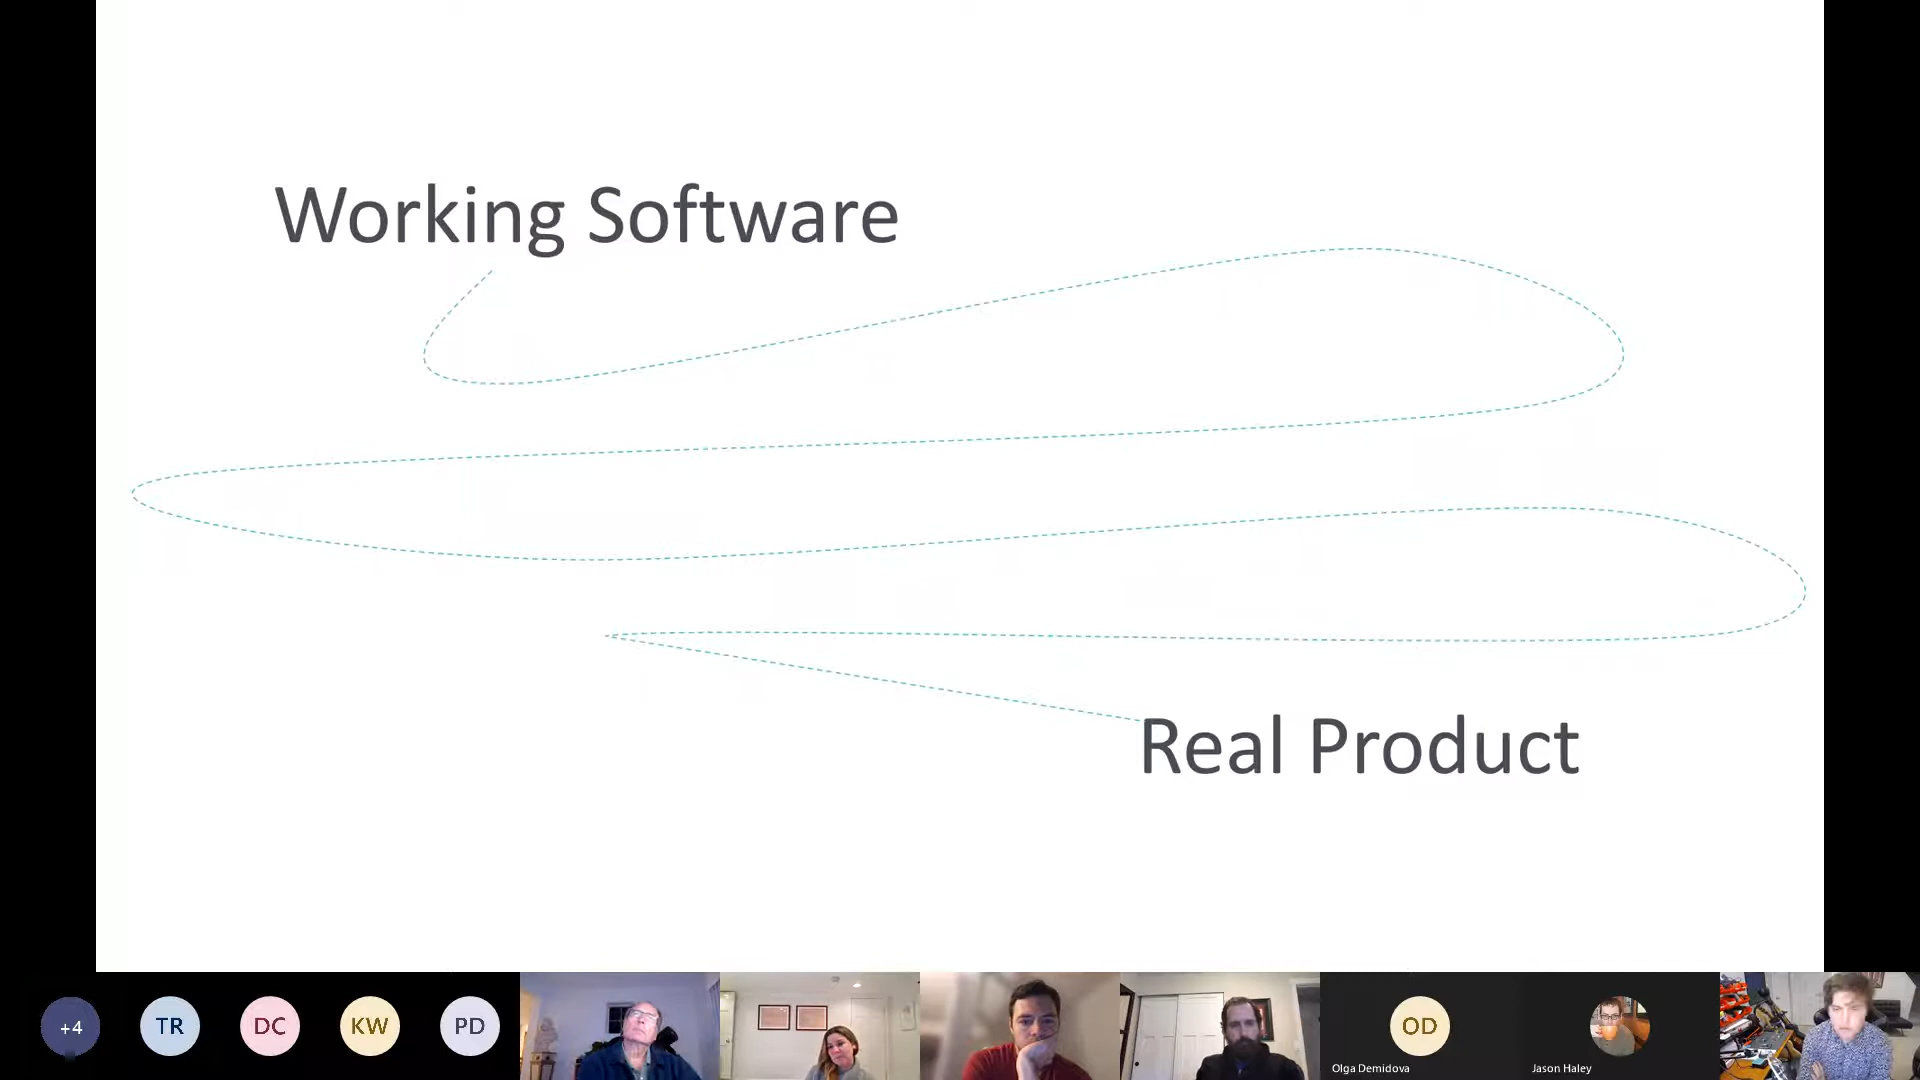 Working Software
Real Product
+4
TR
DC
KW
PD
OD
Olga Demidova
Jason Haley